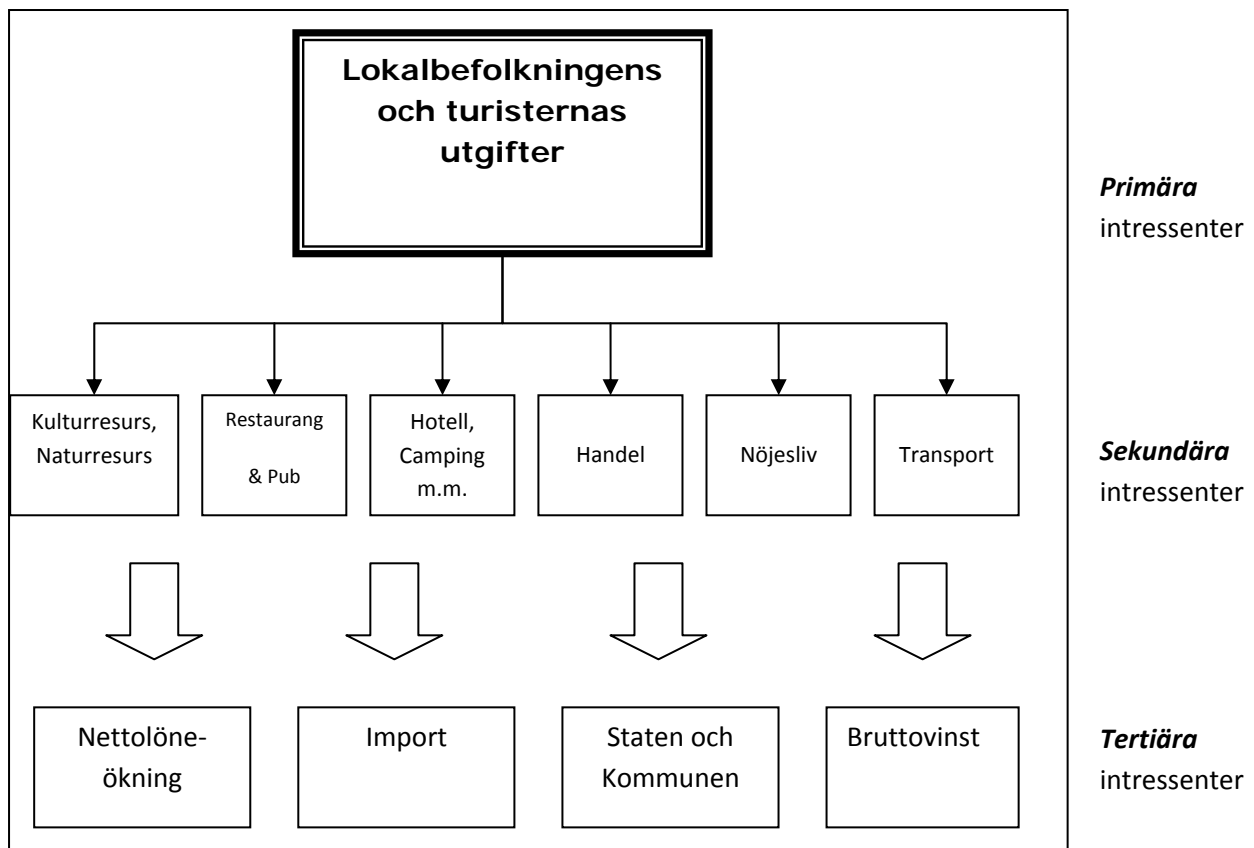 Lokalbefolkningens
och turisternas
utgifter
Primära
intressenter
Kulturresurs,
Naturresurs
Restaurang
& Pub
Hotell,
Camping
m.m.
Handel
Nöjesliv
Transport
Sekundära
intressenter
Nettolöne-
ökning
Import
Staten och
Kommunen
Bruttovinst
Tertiära
intressenter